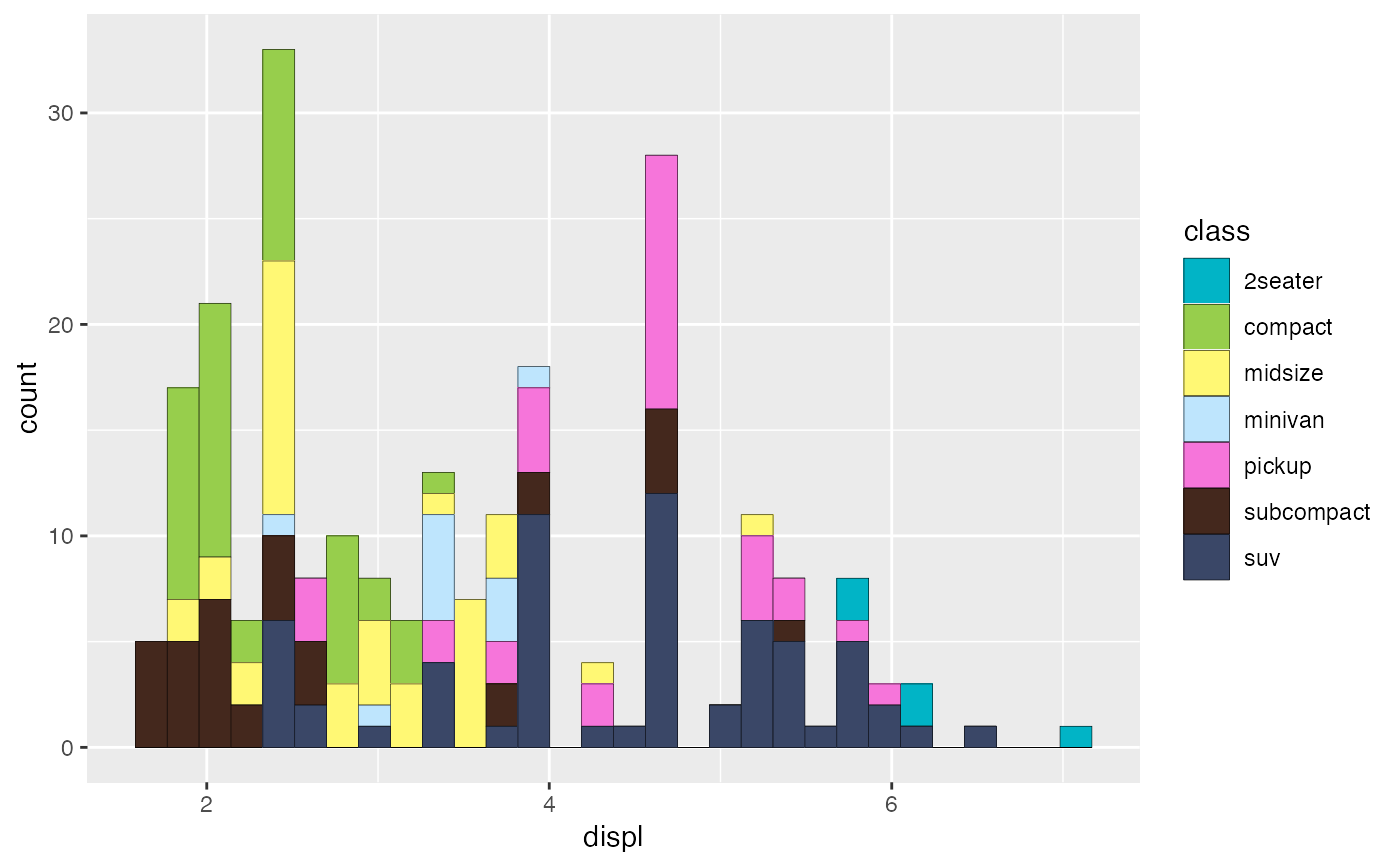 30
20
10
0
count
2
4
6
displ
class
2seater
compact
midsize
minivan
pickup
subcompact
suv